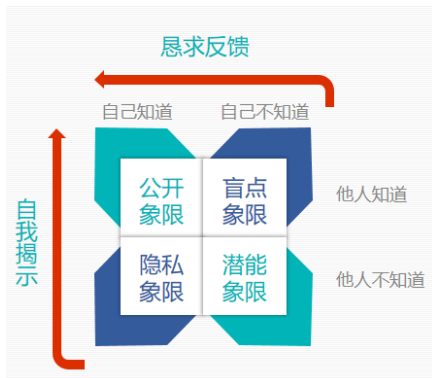 恳求反馈
自己知道
自己不知道
公开
象限
盲点
象限
他人知道
自我揭示
隐私
象限
潜能
象限
他人不知道